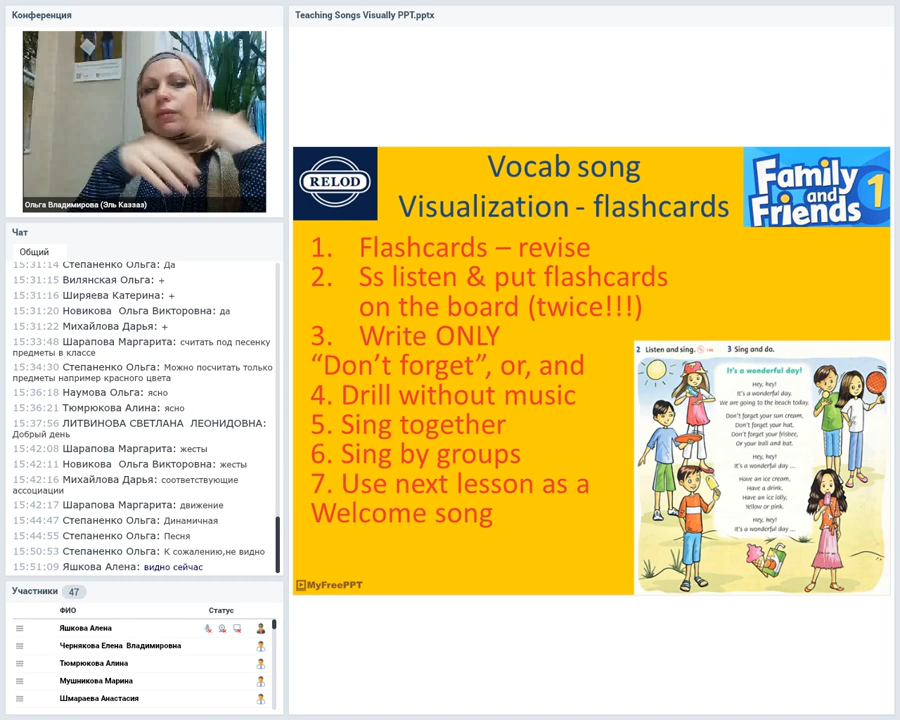 Конференция
Ольга Владимирова (Эль Каззаз)
Чат
Общий
15:31:14 Степаненко Ольга: Да
15:31:15 Вилянская Ольга: +
15:31:16 Ширяева Катерина: +
15:31:20 Новикова Ольга Викторовна: да
15:31:22 Михайлова Дарья: +
15:33:48 Шарапова Маргарита: считать под песенку
предметы в классе
15:34:30 Степаненко Ольга: Можно посчитать только
предметы например красного цвета
15:36:18 Наумова Ольга: ясно
15:36:21 Тюмрюкова Алина: ясно
15:37:56 ЛИТВИНОВА СВЕТЛАНА ЛЕОНИДОВНА:
Добрый день
15:42:08 Шарапова Маргарита: жесты
15:42:11 Новикова Ольга Викторовна: жесты
15:42:16 Михайлова Дарья: соответствующие
ассоциации
15:42:17 Шарапова Маргарита: движение
15:44:47 Степаненко Ольга: Динамичная
15:44:55 Степаненко Ольга: Песня
15:50:53 Степаненко Ольга: К сожалению,не видно
15:51:09 Яшкова Алена: видно сейчас
Участники 47
ФИО Статус
Яшкова Алена
Чернякова Елена Владимировна
Тюмрюкова Алина
Мушникова Марина
Шмараева Анастасия
Teaching Songs Visually PPT.pptx
RELOD
Vocab song
Visualization - flashcards
Family
and
Friends 1
1. Flashcards – revise
2. Ss listen & put flashcards
on the board (twice!!!)
3. Write ONLY
“Don’t forget”, or, and
4. Drill without music
5. Sing together
6. Sing by groups
7. Use next lesson as a
Welcome song
MyFreePPT
2 Listen and sing.
3 Sing and do.
It's a wonderful day!
Hey, hey!
It's a wonderful day.
We are going to the beach today.
Don't forget your sun cream,
Don't forget your hat,
Don't forget your frisbee,
Or your ball and bat.
Hey, hey!
It's a wonderful day ...
Have an ice cream,
Have a drink,
Have an ice lolly,
Yellow or pink.
Hey, hey!
It's a wonderful day ...